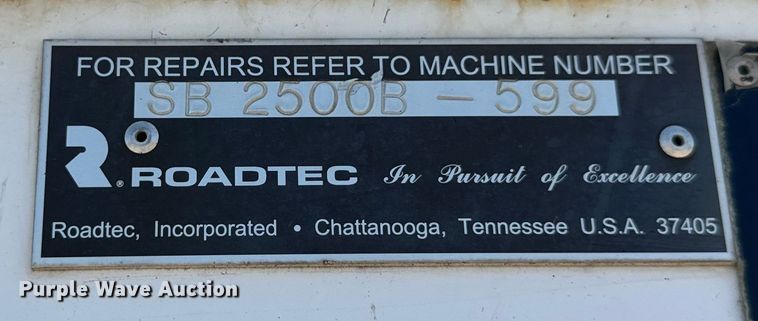 FOR REPAIRS REFER TO MACHINE NUMBER
SB 2500B - 599
R® ROADTEC In Pursuit of Excellence
Roadtec, Incorporated • Chattanooga, Tennessee U.S.A. 37405
Purple Wave Auction